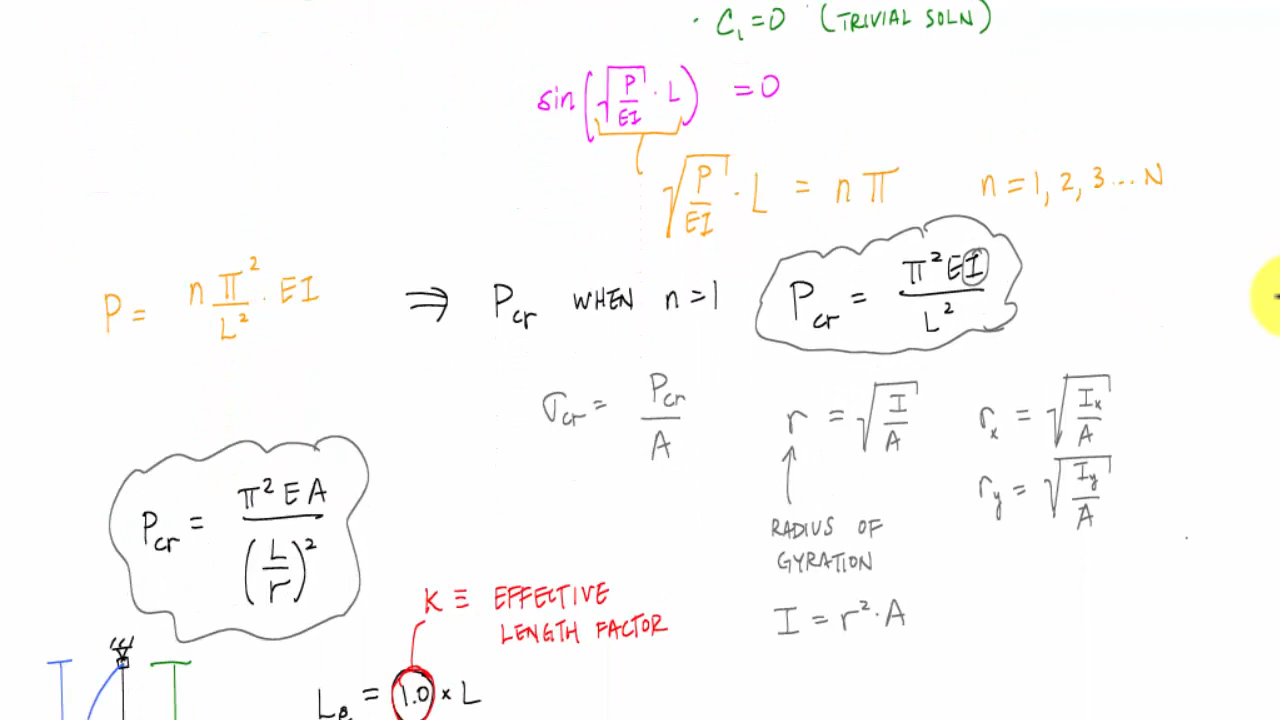 · C₁ = 0 (TRIVIAL SOLN)
sin(√(P/EI) · L) = 0
√(P/EI) · L = nπ n = 1, 2, 3 ... N
P = nπ²/L² · EI ⇒ Pcr WHEN n = 1 Pcr = π²EI/L²
σcr = Pcr/A r = √(I/A) rₓ = √(Iₓ/A)
r_y = √(I_y/A)
Pcr = π²EA/(L/r)²
RADIUS OF
GYRATION
K ≡ EFFECTIVE
LENGTH FACTOR
I = r² · A
Le = 1.0 × L